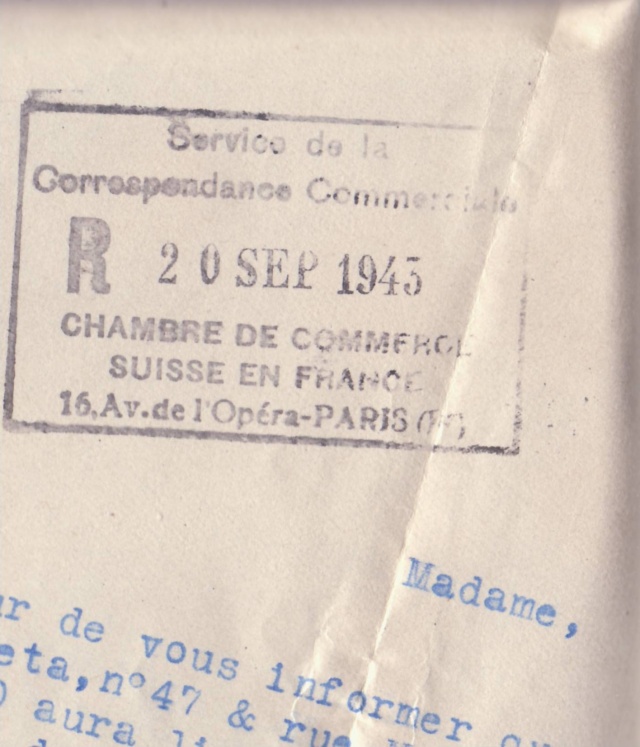 Service de la
Correspondance Commerciale
R 20 SEP 1945
CHAMBRE DE COMMERCE
SUISSE EN FRANCE
16, Av. de l'Opéra-PARIS
Madame,
de vous informer
n°47 & rue
aura